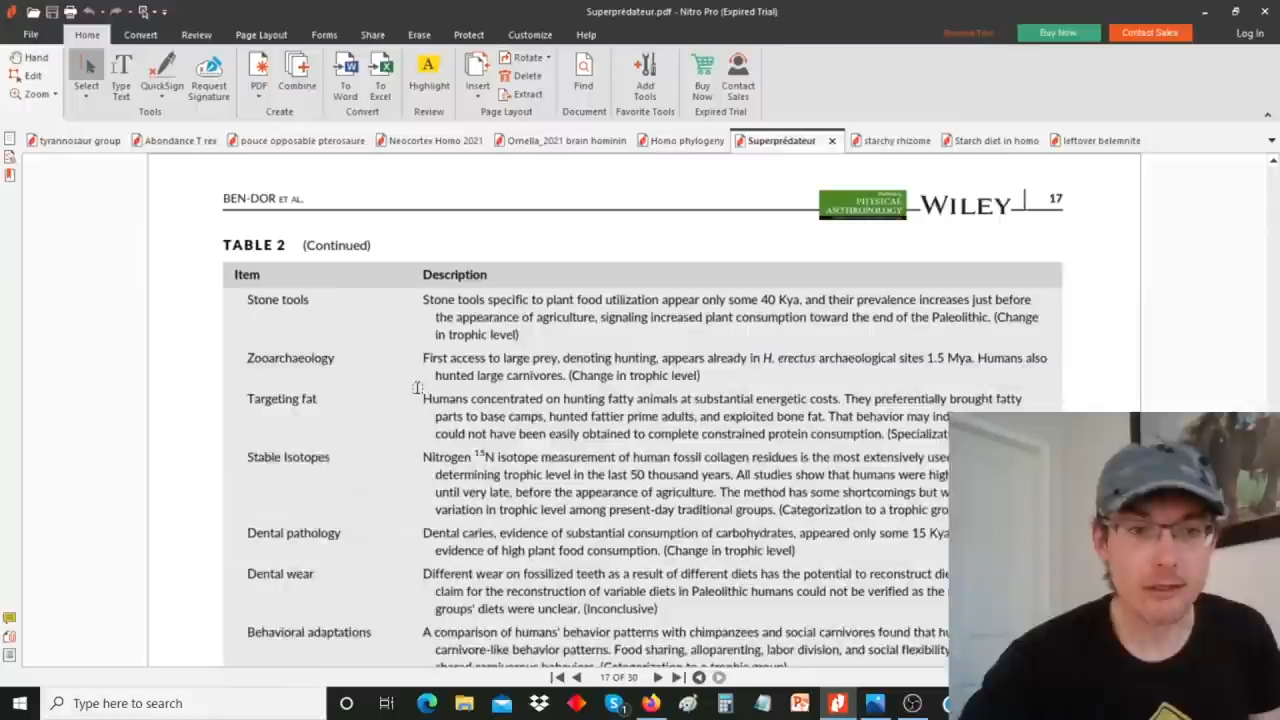 Superprédateur.pdf - Nitro Pro (Expired Trial)
File Home Convert Review Page Layout Forms Share Erase Protect Customize Help Buy Now Contact Sales Log In
Hand
Edit
Zoom
Select
Type Text
QuickSign
Request Signature
Tools
PDF
Combine
Create
To Word
To Excel
Convert
Highlight
Review
Insert
Rotate
Delete
Extract
Page Layout
Find
Document
Add Tools
Favorite Tools
Buy Now
Contact Sales
Expired Trial
tyrannosaur group Abondance T rex pouce opposable pterosaure Neocortex Homo 2021 Ornella_2021 brain hominin Homo phylogeny Superprédateur starchy rhizome Starch diet in homo leftover belemnite
BEN-DOR ET AL.
PHYSICAL ANTHROPOLOGY WILEY 17
TABLE 2 (Continued)
Item Description
Stone tools Stone tools specific to plant food utilization appear only some 40 Kya, and their prevalence increases just before
the appearance of agriculture, signaling increased plant consumption toward the end of the Paleolithic. (Change
in trophic level)
Zooarchaeology First access to large prey, denoting hunting, appears already in H. erectus archaeological sites 1.5 Mya. Humans also
hunted large carnivores. (Change in trophic level)
Targeting fat Humans concentrated on hunting fatty animals at substantial energetic costs. They preferentially brought fatty
parts to base camps, hunted fattier prime adults, and exploited bone fat. That behavior may ind
could not have been easily obtained to complete constrained protein consumption. (Specializat
Stable Isotopes Nitrogen ¹⁵N isotope measurement of human fossil collagen residues is the most extensively use
determining trophic level in the last 50 thousand years. All studies show that humans were high
until very late, before the appearance of agriculture. The method has some shortcomings but w
variation in trophic level among present-day traditional groups. (Categorization to a trophic gro
Dental pathology Dental caries, evidence of substantial consumption of carbohydrates, appeared only some 15 Kya
evidence of high plant food consumption. (Change in trophic level)
Dental wear Different wear on fossilized teeth as a result of different diets has the potential to reconstruct die
claim for the reconstruction of variable diets in Paleolithic humans could not be verified as the
groups' diets were unclear. (Inconclusive)
Behavioral adaptations A comparison of humans' behavior patterns with chimpanzees and social carnivores found that hu
carnivore-like behavior patterns. Food sharing, alloparenting, labor division, and social flexibility
shared carnivorous behaviors. (Categorization to a trophic group)
17 OF 30
Type here to search